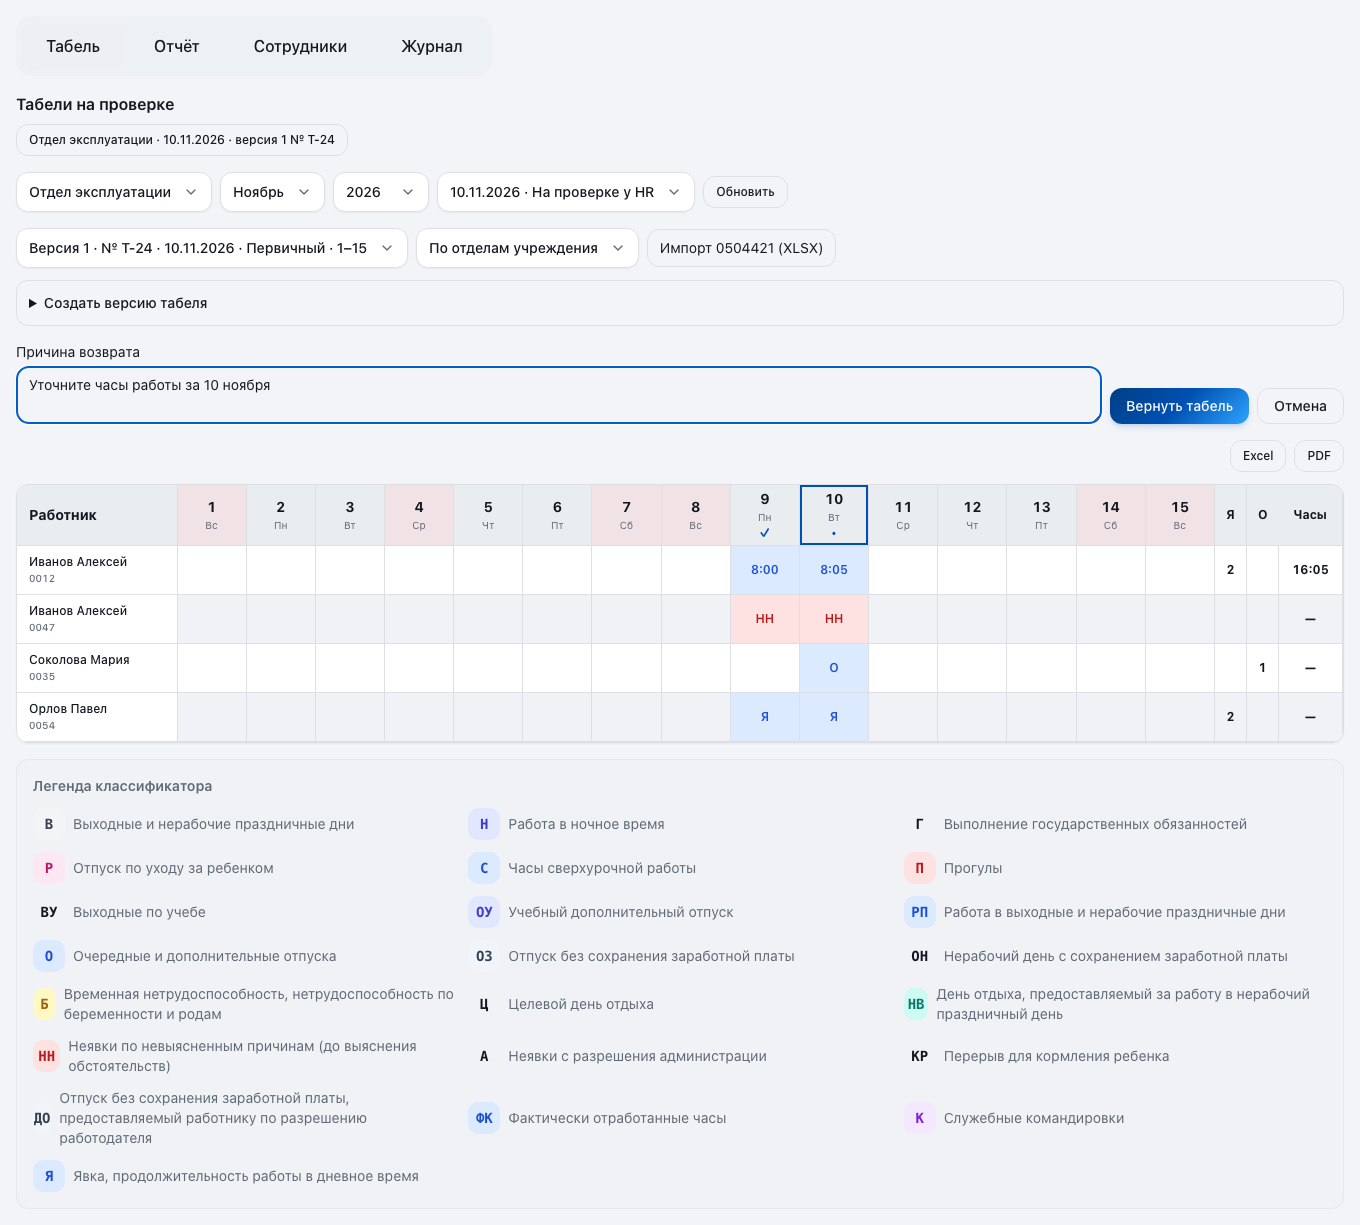 Табель Отчёт Сотрудники Журнал
Табели на проверке
Отдел эксплуатации · 10.11.2026 · версия 1 № Т-24
Отдел эксплуатации Ноябрь 2026 10.11.2026 · На проверке у HR Обновить
Версия 1 · № Т-24 · 10.11.2026 · Первичный · 1–15 По отделам учреждения Импорт 0504421 (XLSX)
Создать версию табеля
Причина возврата
Уточните часы работы за 10 ноября
Вернуть табель Отмена
Excel PDF
Работник 1 2 3 4 5 6 7 8 9 10 11 12 13 14 15 Я О Часы
Вс Пн Вт Ср Чт Пт Сб Вс Пн Вт Ср Чт Пт Сб Вс
Иванов Алексей 8:00 8:05 2 16:05
0012
Иванов Алексей НН НН —
0047
Соколова Мария О 1 —
0035
Орлов Павел Я Я 2 —
0054
Легенда классификатора
В Выходные и нерабочие праздничные дни
Н Работа в ночное время
Г Выполнение государственных обязанностей
Р Отпуск по уходу за ребенком
С Часы сверхурочной работы
П Прогулы
ВУ Выходные по учебе
ОУ Учебный дополнительный отпуск
РП Работа в выходные и нерабочие праздничные дни
О Очередные и дополнительные отпуска
ОЗ Отпуск без сохранения заработной платы
ОН Нерабочий день с сохранением заработной платы
Б Временная нетрудоспособность, нетрудоспособность по
беременности и родам
Ц Целевой день отдыха
НВ День отдыха, предоставляемый за работу в нерабочий
праздничный день
НН Неявки по невыясненным причинам (до выяснения
обстоятельств)
А Неявки с разрешения администрации
КР Перерыв для кормления ребенка
ДО Отпуск без сохранения заработной платы,
предоставляемый работнику по разрешению
работодателя
ФК Фактически отработанные часы
К Служебные командировки
Я Явка, продолжительность работы в дневное время